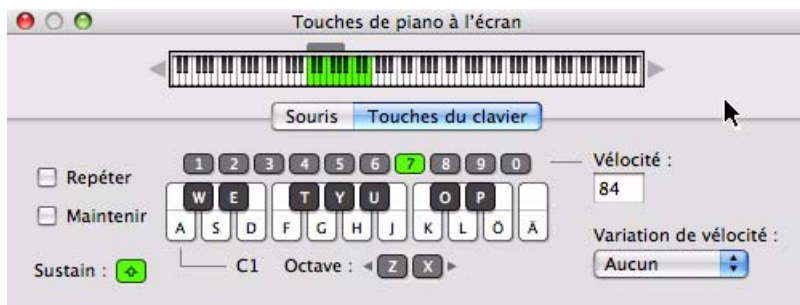 Touches de piano à l'écran
Souris Touches du clavier
1 2 3 4 5 6 7 8 9 0
Vélocité :
84
Repéter
Maintenir
W E T Y U O P
A S D F G H J K L Ö Ä
Variation de vélocité :
Aucun
Sustain :
C1 Octave : Z X